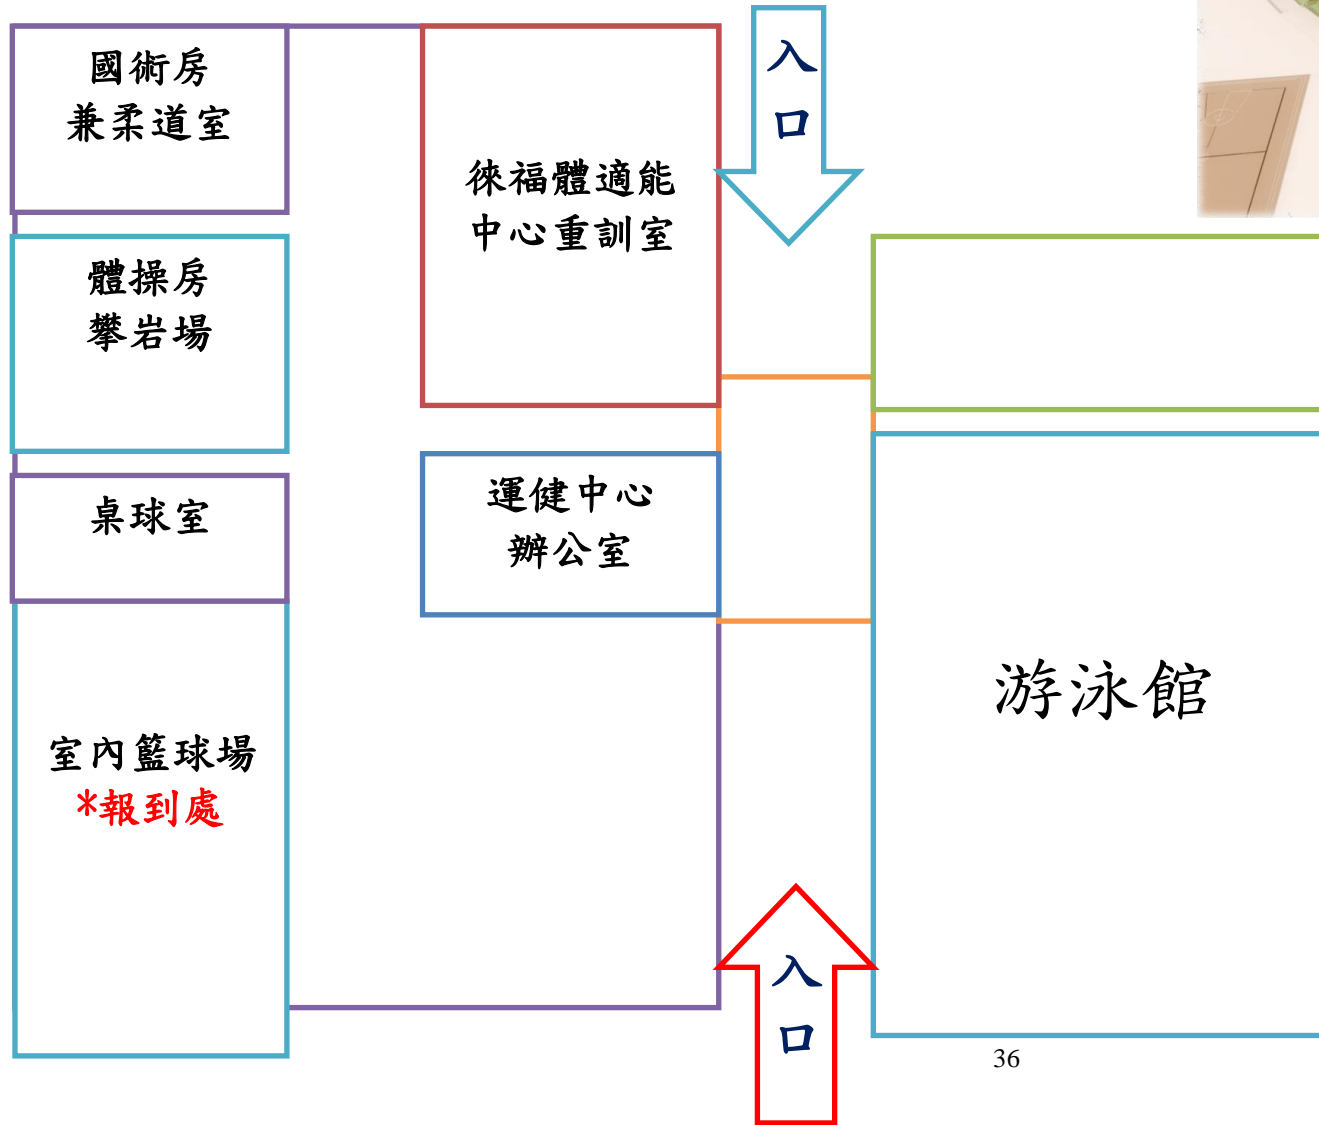 國術房
兼柔道室
體操房
攀岩場
桌球室
室內籃球場
*報到處
徠福體適能
中心重訓室
運健中心
辦公室
入
口
游泳館
入
口
36